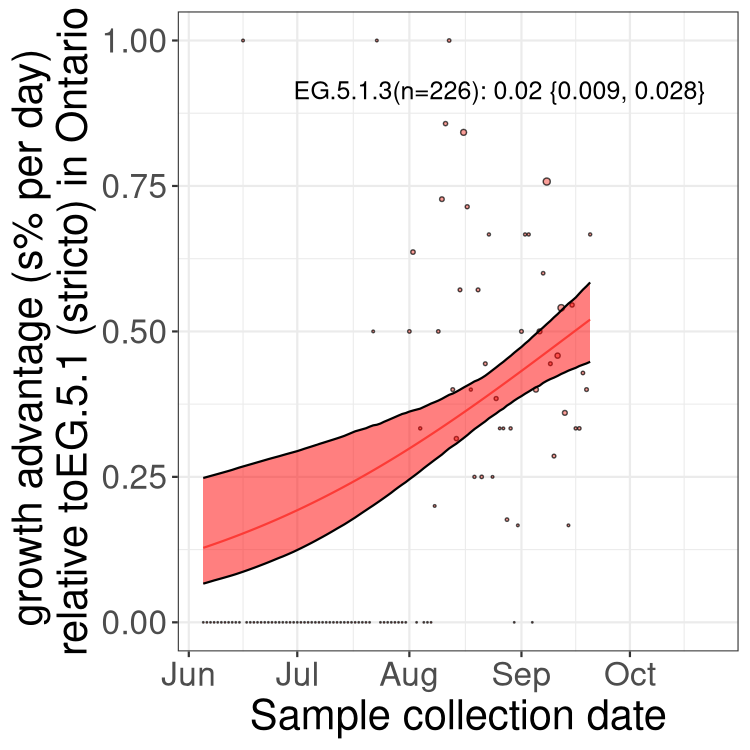 growth advantage (s% per day)
relative toEG.5.1 (stricto) in Ontario
1.00
0.75
0.50
0.25
0.00
EG.5.1.3(n=226): 0.02 {0.009, 0.028}
Jun Jul Aug Sep Oct
Sample collection date